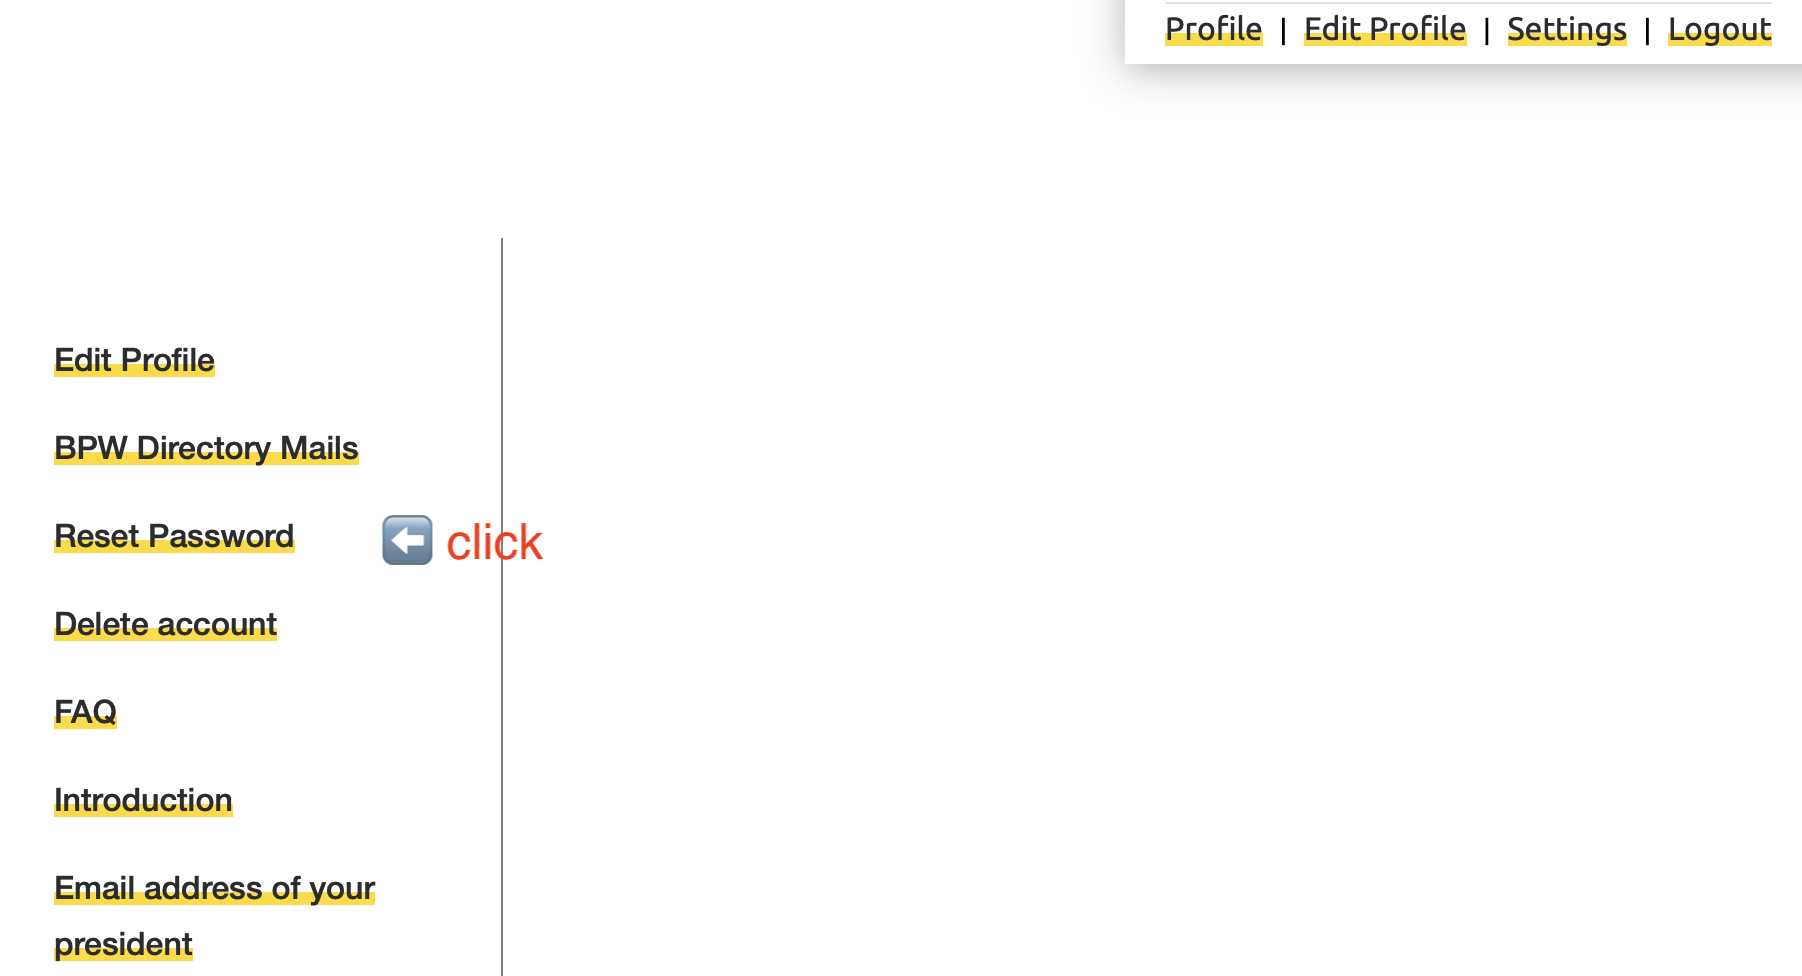 Profile | Edit Profile | Settings | Logout
Edit Profile
BPW Directory Mails
Reset Password ⬅️ click
Delete account
FAQ
Introduction
Email address of your
president